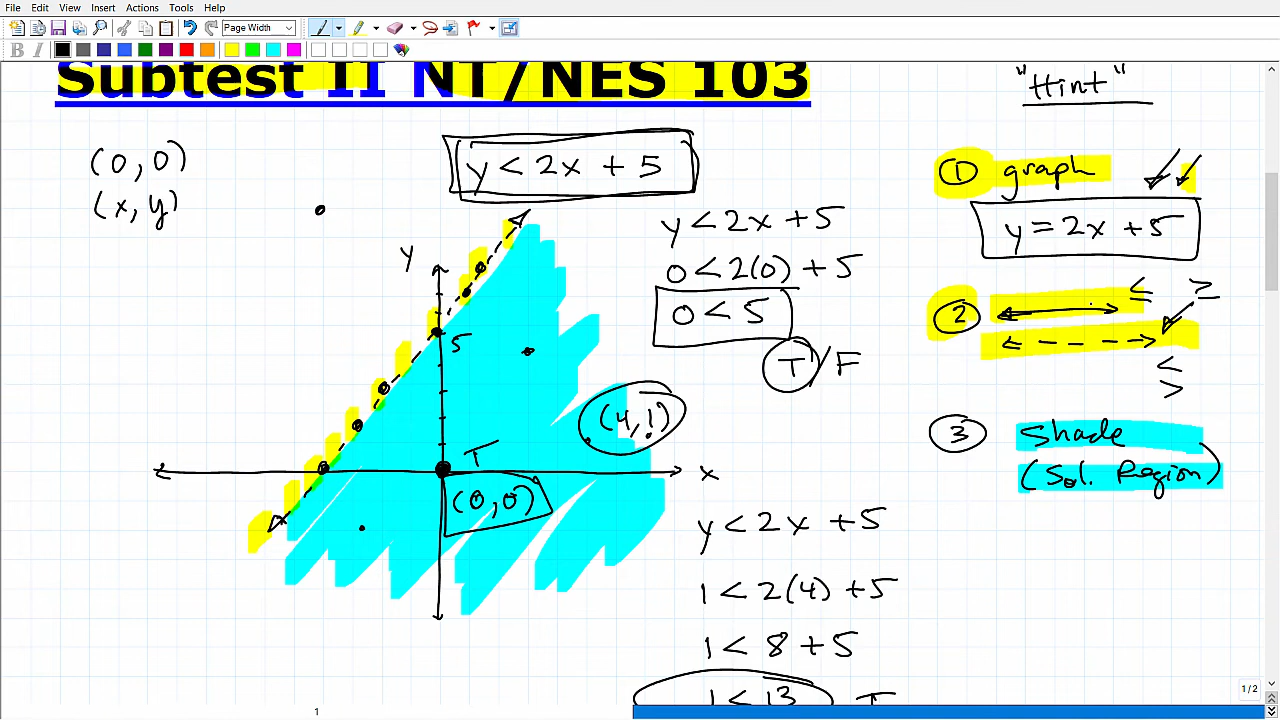 File Edit View Insert Actions Tools Help
Page Width
B I
Subtest II NT/NES 103
"Hint"
(0,0)
(x,y)
y < 2x + 5
① graph
y = 2x + 5
y < 2x + 5
0 < 2(0) + 5
0 < 5
T/F
② ≤ ≥
<
>
③ Shade
(Sol. Region)
y
5
(4,1)
T
x
(0,0)
y < 2x + 5
1 < 2(4) + 5
1 < 8 + 5
1 < 13 T
1/2
1